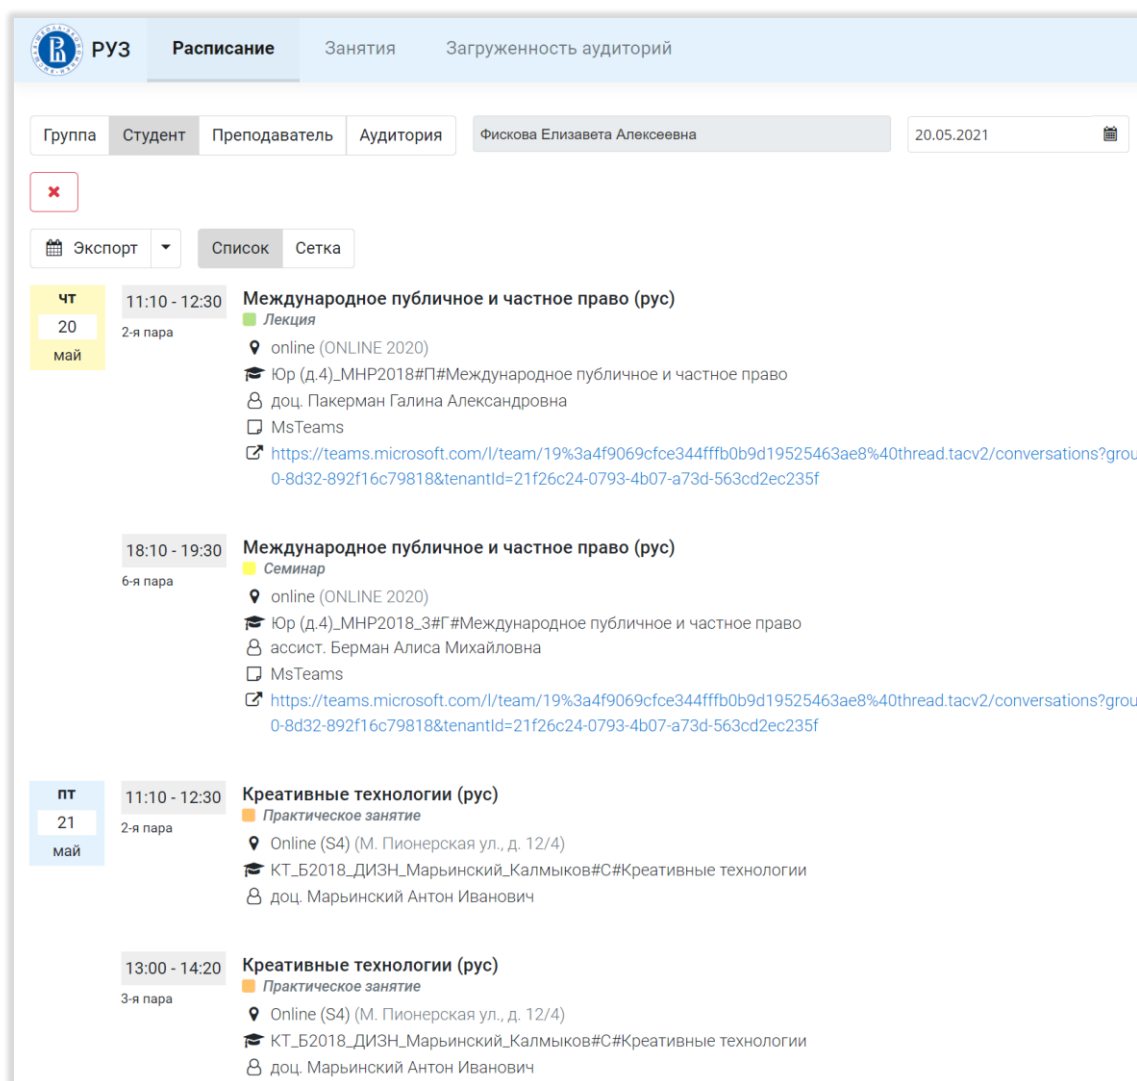 РУЗ Расписание Занятия Загруженность аудиторий
Группа Студент Преподаватель Аудитория Фискова Елизавета Алексеевна 20.05.2021
Экспорт Список Сетка
ЧТ
20
май
11:10 - 12:30
2-я пара
Международное публичное и частное право (рус)
Лекция
online (ONLINE 2020)
Юр (д.4)_МНР2018#П#Международное публичное и частное право
доц. Пакерман Галина Александровна
MsTeams
https://teams.microsoft.com/l/team/19%3a4f9069cfce344fffb0b9d19525463ae8%40thread.tacv2/conversations?grou
0-8d32-892f16c79818&tenantId=21f26c24-0793-4b07-a73d-563cd2ec235f
18:10 - 19:30
6-я пара
Международное публичное и частное право (рус)
Семинар
online (ONLINE 2020)
Юр (д.4)_МНР2018_3#Г#Международное публичное и частное право
ассист. Берман Алиса Михайловна
MsTeams
https://teams.microsoft.com/l/team/19%3a4f9069cfce344fffb0b9d19525463ae8%40thread.tacv2/conversations?grou
0-8d32-892f16c79818&tenantId=21f26c24-0793-4b07-a73d-563cd2ec235f
ПТ
21
май
11:10 - 12:30
2-я пара
Креативные технологии (рус)
Практическое занятие
Online (S4) (М. Пионерская ул., д. 12/4)
КТ_Б2018_ДИЗН_Марьинский_Калмыков#С#Креативные технологии
доц. Марьинский Антон Иванович
13:00 - 14:20
3-я пара
Креативные технологии (рус)
Практическое занятие
Online (S4) (М. Пионерская ул., д. 12/4)
КТ_Б2018_ДИЗН_Марьинский_Калмыков#С#Креативные технологии
доц. Марьинский Антон Иванович